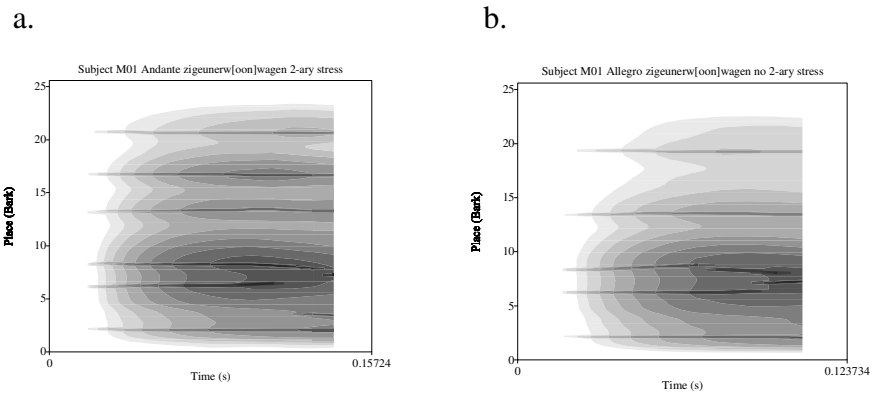 a.
Subject M01 Andante zigeunerw[oon]wagen 2-ary stress
25
20
15
10
5
0
Place (Bark)
0
0.15724
Time (s)
b.
Subject M01 Allegro zigeunerw[oon]wagen no 2-ary stress
25
20
15
10
5
0
Place (Bark)
0
0.123734
Time (s)